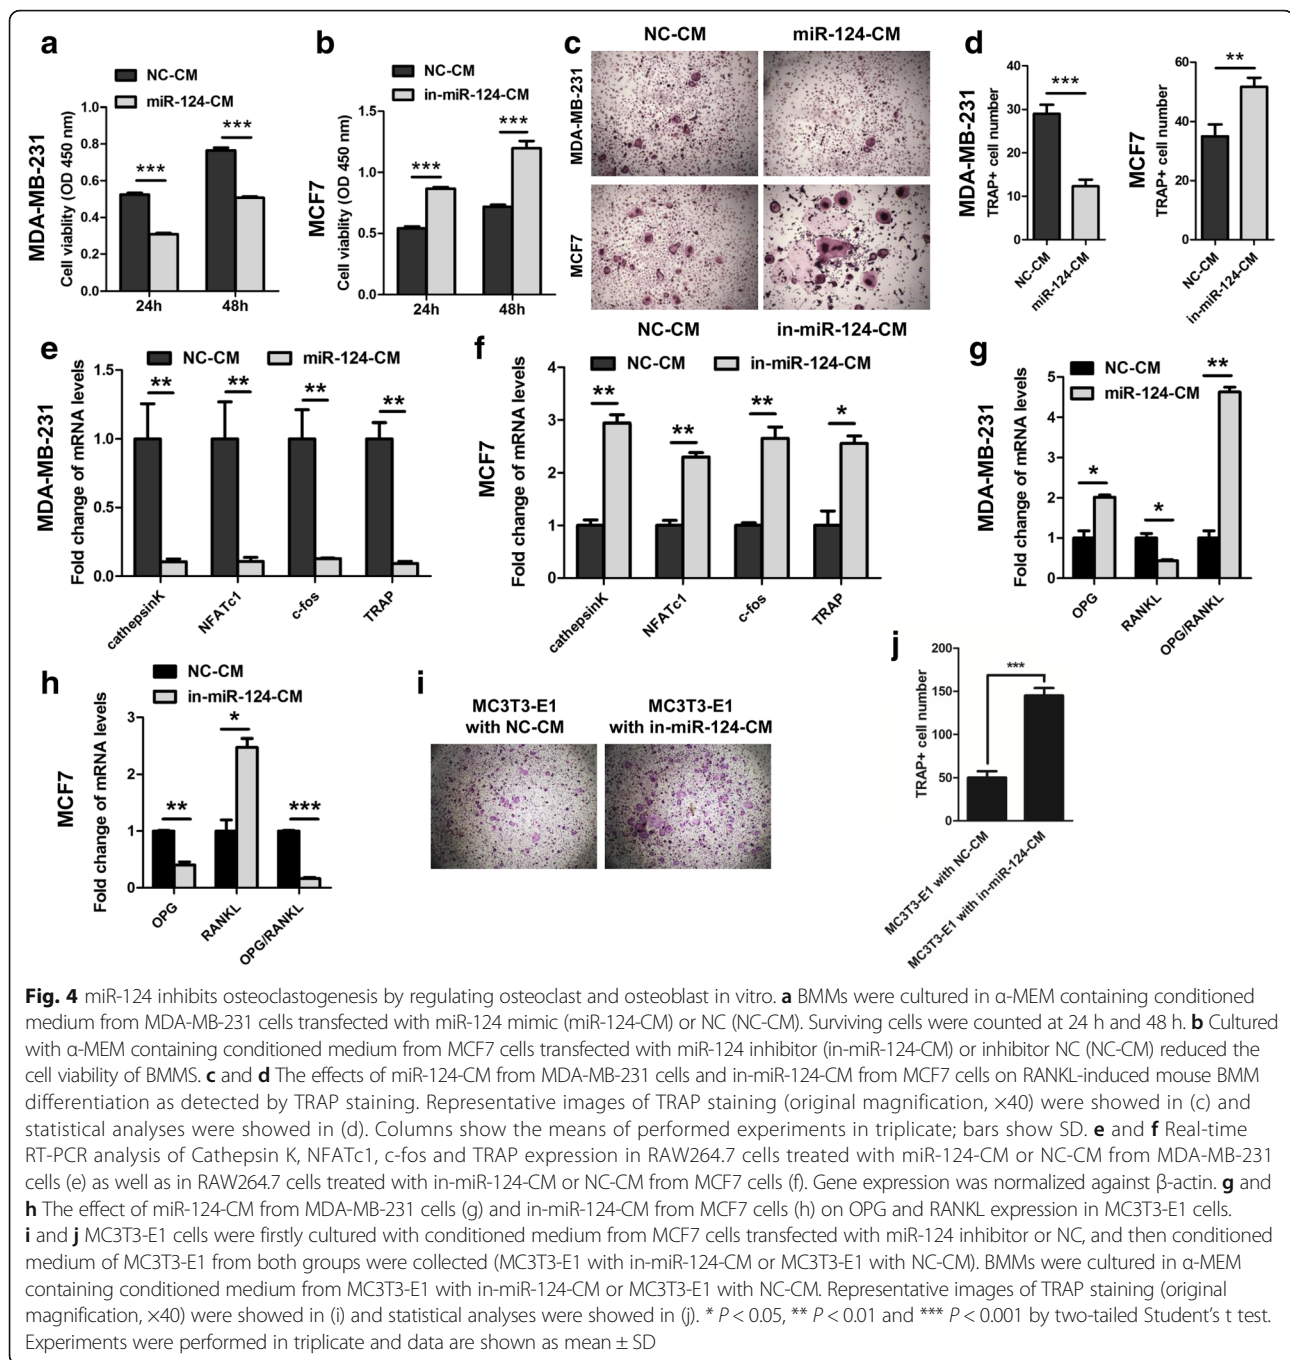 a
NC-CM
miR-124-CM
MDA-MB-231
Cell viablity (OD 450 nm)
1.0
0.8
0.6
0.4
0.2
0.0
***
***
24h
48h
b
NC-CM
in-miR-124-CM
MCF7
Cell viablity (OD 450 nm)
1.5
1.0
0.5
0.0
***
***
24h
48h
c
NC-CM
miR-124-CM
MDA-MB-231
MCF7
NC-CM
in-miR-124-CM
d
MDA-MB-231
TRAP+ cell number
40
30
20
10
0
***
NC-CM
miR-124-CM
MCF7
TRAP+ cell number
60
40
20
0
**
NC-CM
in-miR-124-CM
e
NC-CM
miR-124-CM
MDA-MB-231
Fold change of mRNA levels
1.5
1.0
0.5
0.0
**
**
**
**
cathepsinK
NFATc1
c-fos
TRAP
f
NC-CM
in-miR-124-CM
MCF7
Fold change of mRNA levels
4
3
2
1
0
**
**
**
*
cathepsinK
NFATc1
c-fos
TRAP
g
NC-CM
miR-124-CM
MDA-MB-231
Fold change of mRNA levels
5
4
2
1
0
*
*
**
OPG
RANKL
OPG/RANKL
h
NC-CM
in-miR-124-CM
MCF7
Fold change of mRNA levels
3
2
1
0
**
*
***
OPG
RANKL
OPG/RANKL
i
MC3T3-E1
with NC-CM
MC3T3-E1
with in-miR-124-CM
j
TRAP+ cell number
200
150
100
50
0
***
MC3T3-E1 with NC-CM
MC3T3-E1 with in-miR-124-CM
Fig. 4 miR-124 inhibits osteoclastogenesis by regulating osteoclast and osteoblast in vitro. a BMMs were cultured in α-MEM containing conditioned
medium from MDA-MB-231 cells transfected with miR-124 mimic (miR-124-CM) or NC (NC-CM). Surviving cells were counted at 24 h and 48 h. b Cultured
with α-MEM containing conditioned medium from MCF7 cells transfected with miR-124 inhibitor (in-miR-124-CM) or inhibitor NC (NC-CM) reduced the
cell viability of BMMS. c and d The effects of miR-124-CM from MDA-MB-231 cells and in-miR-124-CM from MCF7 cells on RANKL-induced mouse BMM
differentiation as detected by TRAP staining. Representative images of TRAP staining (original magnification, ×40) were showed in (c) and
statistical analyses were showed in (d). Columns show the means of performed experiments in triplicate; bars show SD. e and f Real-time
RT-PCR analysis of Cathepsin K, NFATc1, c-fos and TRAP expression in RAW264.7 cells treated with miR-124-CM or NC-CM from MDA-MB-231
cells (e) as well as in RAW264.7 cells treated with in-miR-124-CM or NC-CM from MCF7 cells (f). Gene expression was normalized against β-actin. g and
h The effect of miR-124-CM from MDA-MB-231 cells (g) and in-miR-124-CM from MCF7 cells (h) on OPG and RANKL expression in MC3T3-E1 cells.
i and j MC3T3-E1 cells were firstly cultured with conditioned medium from MCF7 cells transfected with miR-124 inhibitor or NC, and then conditioned
medium of MC3T3-E1 from both groups were collected (MC3T3-E1 with in-miR-124-CM or MC3T3-E1 with NC-CM). BMMs were cultured in α-MEM
containing conditioned medium from MC3T3-E1 with in-miR-124-CM or MC3T3-E1 with NC-CM. Representative images of TRAP staining (original
magnification, ×40) were showed in (i) and statistical analyses were showed in (j). * P < 0.05, ** P < 0.01 and *** P < 0.001 by two-tailed Student's t test.
Experiments were performed in triplicate and data are shown as mean ± SD